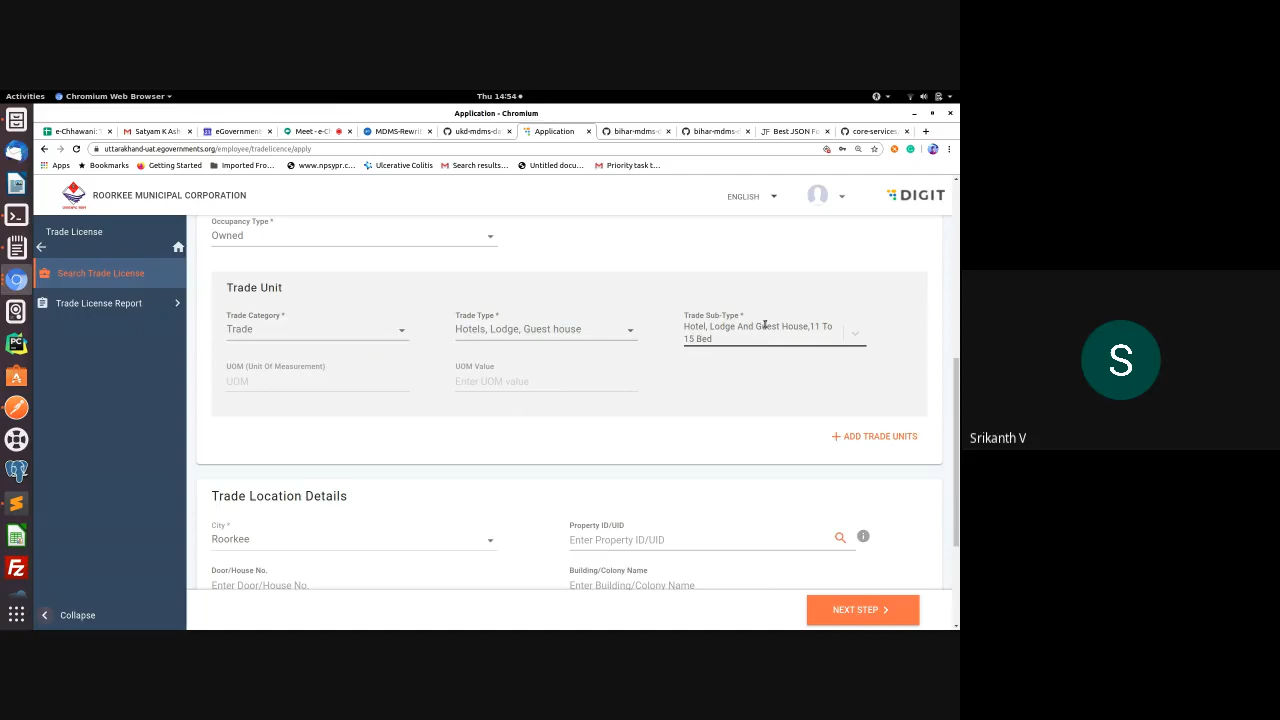 Activities Chromium Web Browser Thu 14:54
Application - Chromium
e-Chhawani: T Satyam K Ash eGovernment Meet - e-C MDMS-Rewri ukd-mdms-da Application bihar-mdms- bihar-mdms- Best JSON Fo core-services,
uttarakhand-uat.egovernments.org/employee/tradelicence/apply
Apps Bookmarks Getting Started Imported Fro... www.npsypr.c... Ulcerative Colitis Search results... Untitled docu... Priority task t...
ROORKEE MUNICIPAL CORPORATION ENGLISH DIGIT
Trade License
Search Trade License
Trade License Report
Collapse
Occupancy Type *
Owned
Trade Unit
Trade Category * Trade Type * Trade Sub-Type *
Trade Hotels, Lodge, Guest house Hotel, Lodge And Guest House,11 To
15 Bed
UOM (Unit Of Measurement) UOM Value
UOM Enter UOM value
+ ADD TRADE UNITS
Trade Location Details
City * Property ID/UID
Roorkee Enter Property ID/UID
Door/House No. Building/Colony Name
Enter Door/House No. Enter Building/Colony Name
NEXT STEP
S
Srikanth V